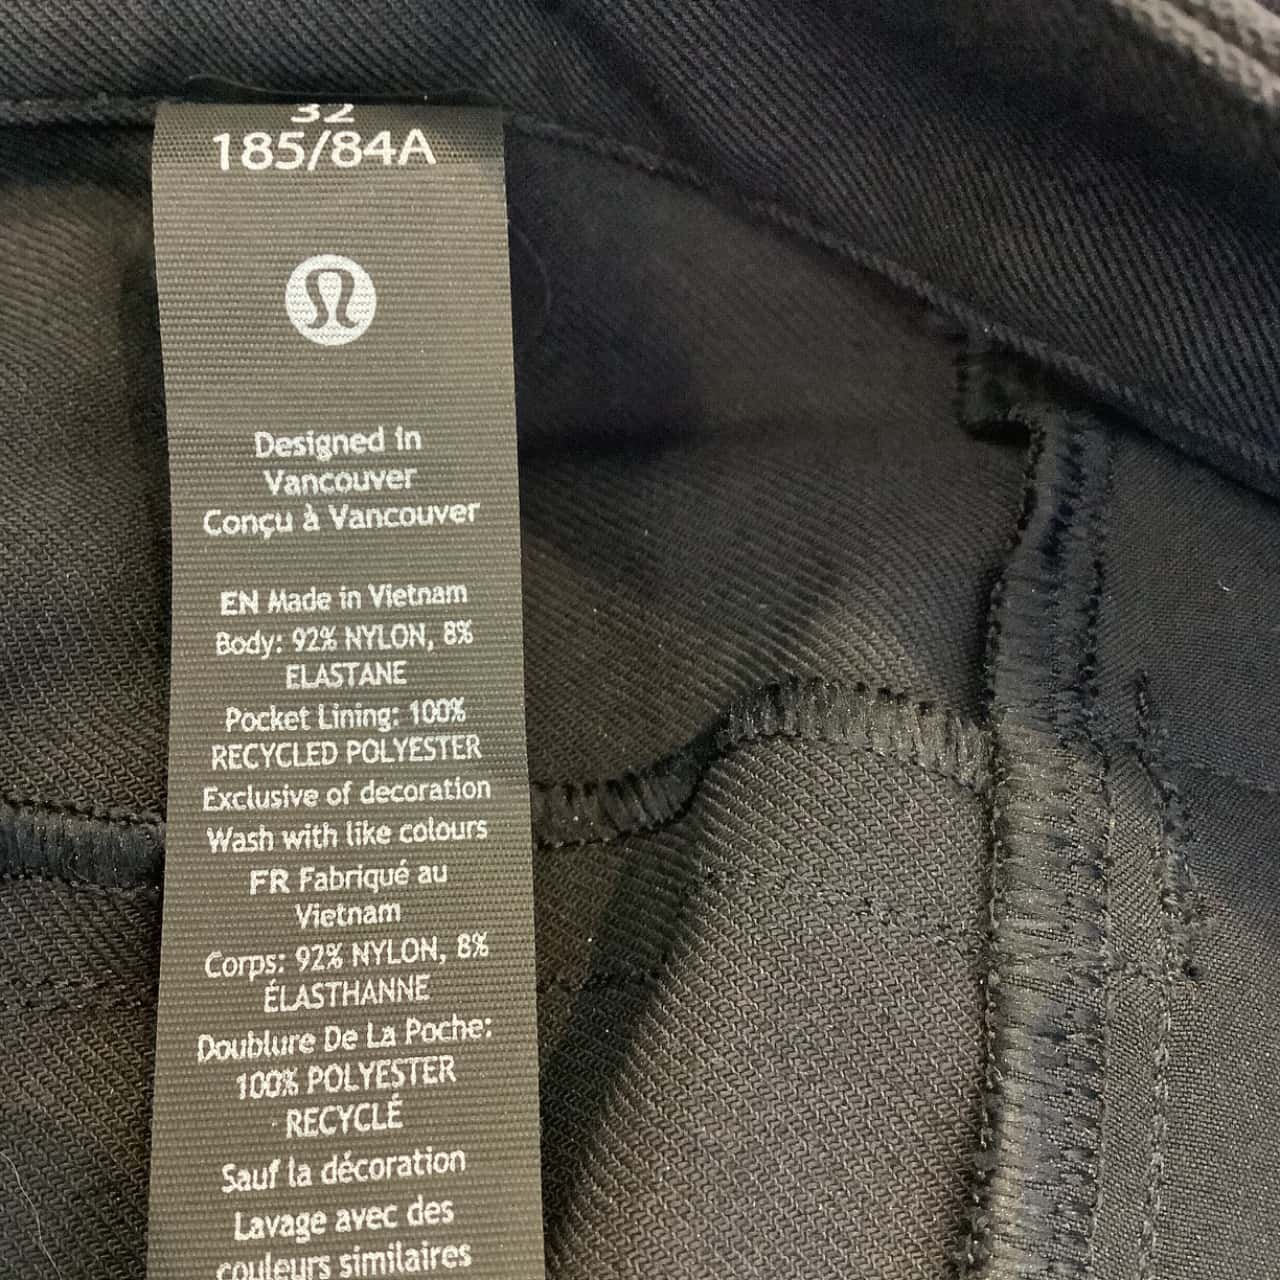 32
185/84A
Designed in
Vancouver
Conçu à Vancouver
EN Made in Vietnam
Body: 92% NYLON, 8%
ELASTANE
Pocket Lining: 100%
RECYCLED POLYESTER
Exclusive of decoration
Wash with like colours
FR Fabriqué au
Vietnam
Corps: 92% NYLON, 8%
ÉLASTHANNE
Doublure De La Poche:
100% POLYESTER
RECYCLÉ
Sauf la décoration
Lavage avec des
couleurs similaires